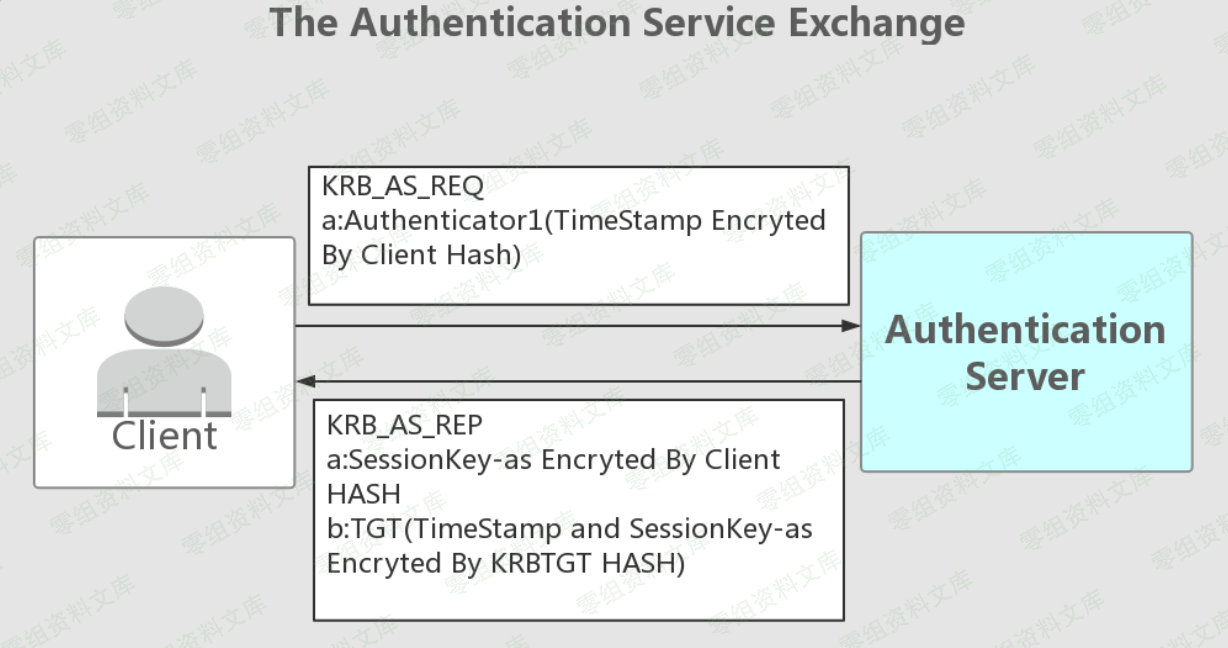 The Authentication Service Exchange
KRB_AS_REQ
a:Authenticator1(TimeStamp Encryted
By Client Hash)
Client
Authentication
Server
KRB_AS_REP
a:SessionKey-as Encryted By Client
HASH
b:TGT(TimeStamp and SessionKey-as
Encryted By KRBTGT HASH)
零组资料文库